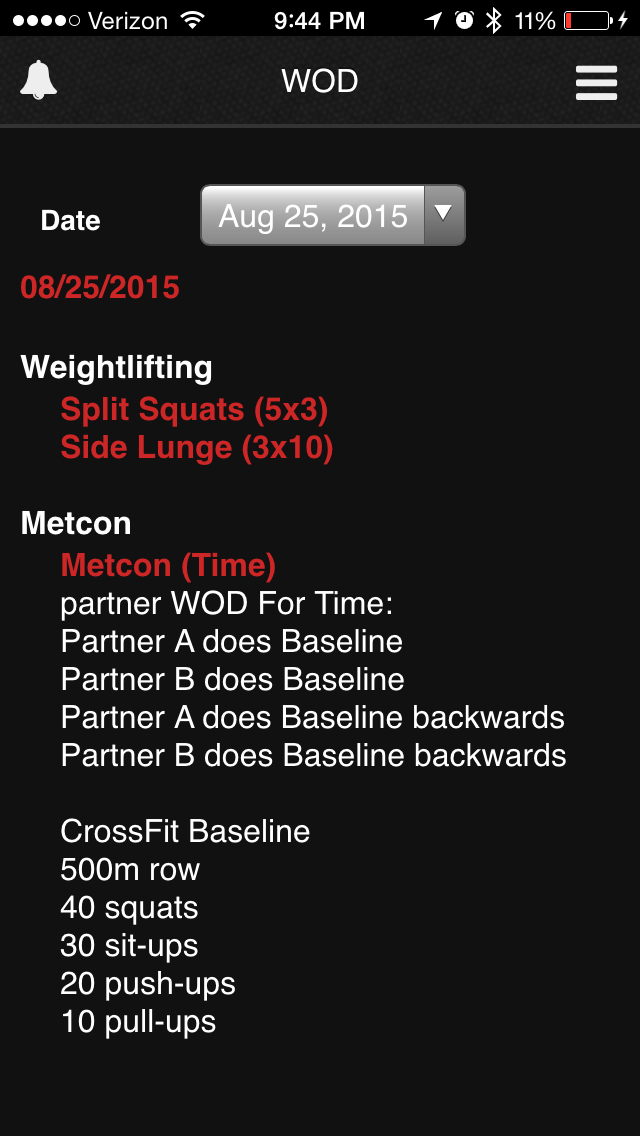 Verizon 9:44 PM 11%
WOD
Date Aug 25, 2015
08/25/2015
Weightlifting
Split Squats (5x3)
Side Lunge (3x10)
Metcon
Metcon (Time)
partner WOD For Time:
Partner A does Baseline
Partner B does Baseline
Partner A does Baseline backwards
Partner B does Baseline backwards
CrossFit Baseline
500m row
40 squats
30 sit-ups
20 push-ups
10 pull-ups